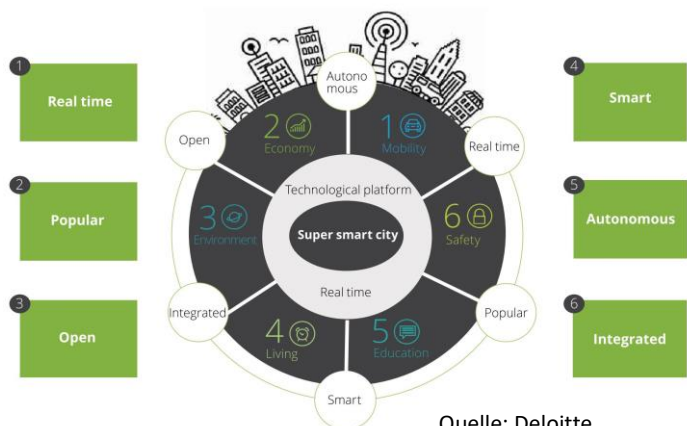 1
Real time
2
Popular
3
Open
4
Smart
5
Autonomous
6
Integrated
Autono
mous
Open
2
Economy
1
Mobility
Real time
Technological platform
3
Environment
Super smart city
6
Safety
Real time
Integrated
4
Living
5
Education
Popular
Smart
Quelle: Deloitte